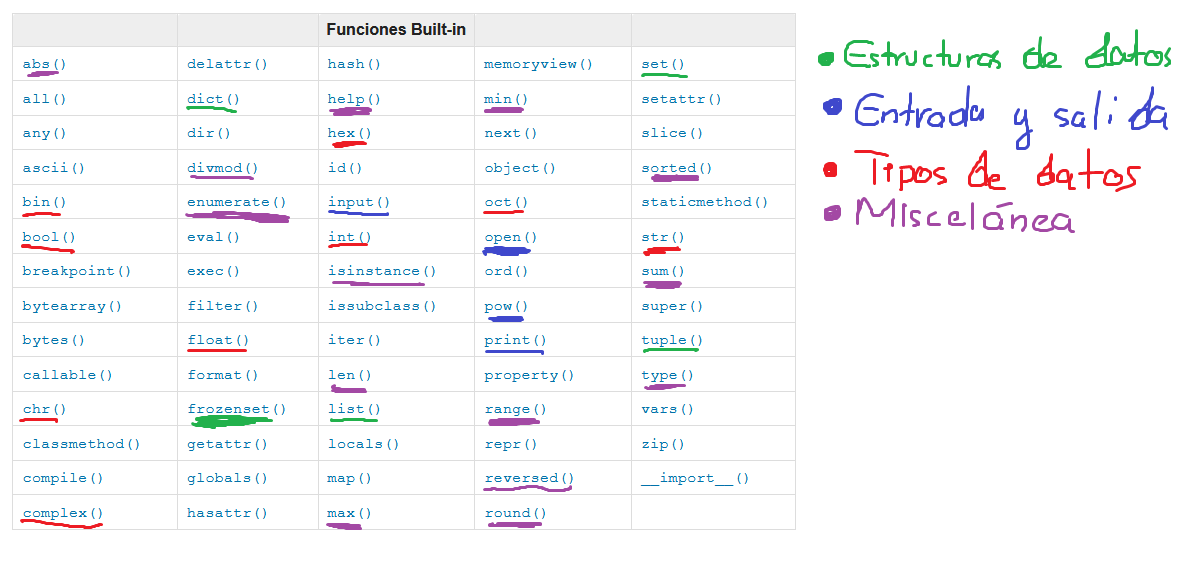 Funciones Built-in
abs() delattr() hash() memoryview() set()
all() dict() help() min() setattr()
any() dir() hex() next() slice()
ascii() divmod() id() object() sorted()
bin() enumerate() input() oct() staticmethod()
bool() eval() int() open() str()
breakpoint() exec() isinstance() ord() sum()
bytearray() filter() issubclass() pow() super()
bytes() float() iter() print() tuple()
callable() format() len() property() type()
chr() frozenset() list() range() vars()
classmethod() getattr() locals() repr() zip()
compile() globals() map() reversed() __import__()
complex() hasattr() max() round()
Estructuras de datos
Entrada y salida
Tipos de datos
Miscelánea